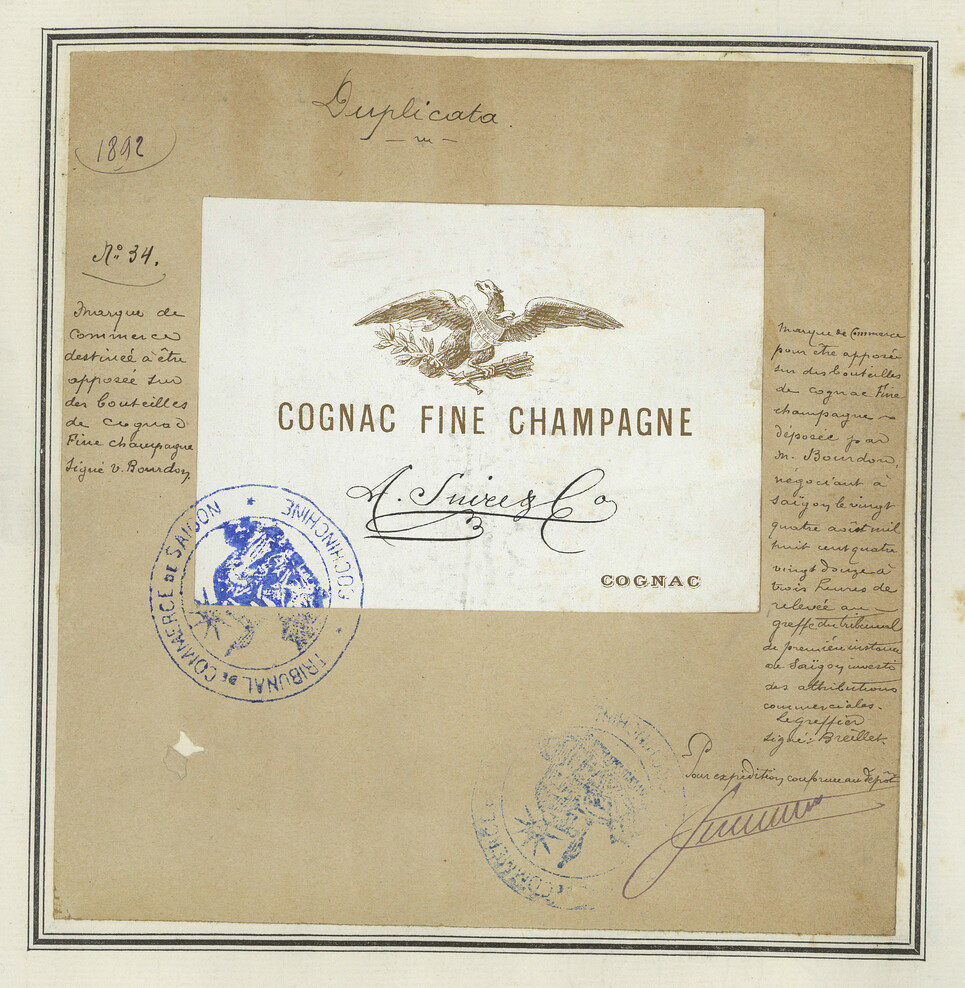 Duplicata
1892
No 34.
Marque de
Commerce
destinée à être
apposée sur
des bouteilles
de Cognac
Fine champagne
Signé V. Bourdon
COGNAC FINE CHAMPAGNE
& Co
COGNAC
TRIBUNAL DE COMMERCE DE SAIGON * COCHINCHINE *
Marque de Commerce
pour être apposée
sur des bouteilles
de cognac Fine
champagne
déposée par
M. Bourdon,
négociant à
Saïgon le vingt
quatre août mil
huit cent quatre
vingt douze à
trois heures de
relevée au
greffe du tribunal
de première instance
de Saïgon investi
des attributions
commerciales.
Le greffier
signé: Breillet
Pour expédition conforme au dépôt